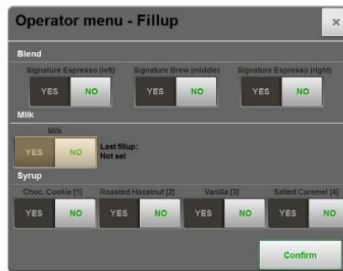 Operator menu - Fillup
×
Blend
Signature Espresso (left) Signature Brew (middle) Signature Espresso (right)
YES NO YES NO YES NO
Milk
Milk
YES NO Last fillup:
Not set
Syrup
Choc. Cookie [1] Roasted Hazelnut [2] Vanilla [3] Salted Caramel [4]
YES NO YES NO YES NO YES NO
Confirm